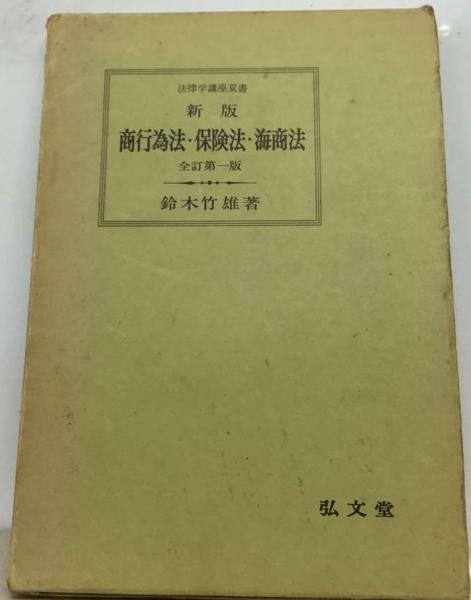 法律学講座双書
新版
商行為法・保険法・海商法
全訂第一版
鈴木竹雄著
弘文堂